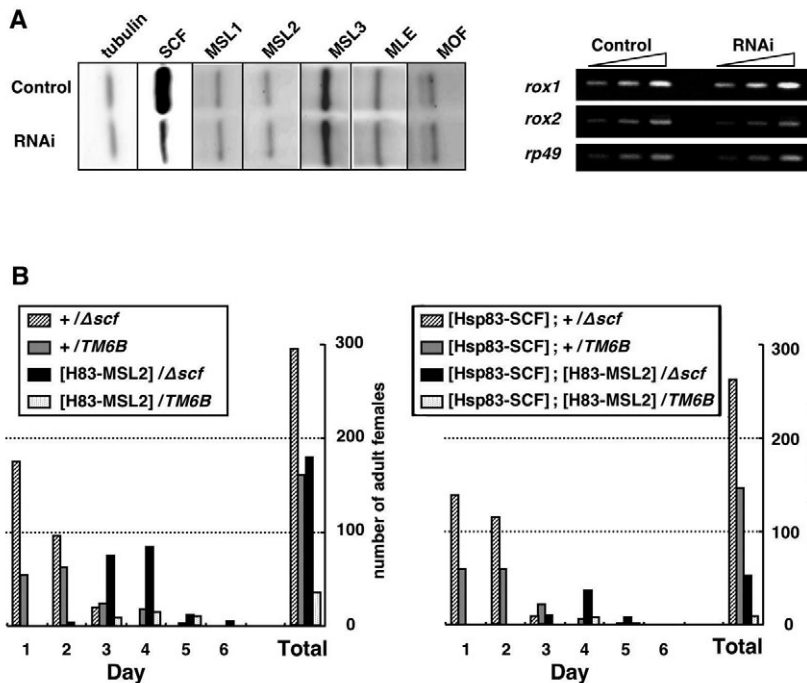 A
tubulin
SCF
MSL1
MSL2
MSL3
MLE
MOF
Control
RNAi
Control
RNAi
rox1
rox2
rp49
B
+/Δscf
+/TM6B
[H83-MSL2]/Δscf
[H83-MSL2]/TM6B
300
200
100
0
number of adult females
1 2 3 4 5 6 Total
Day
[Hsp83-SCF] ; +/Δscf
[Hsp83-SCF] ; +/TM6B
[Hsp83-SCF] ; [H83-MSL2]/Δscf
[Hsp83-SCF] ; [H83-MSL2]/TM6B
300
200
100
0
1 2 3 4 5 6 Total
Day